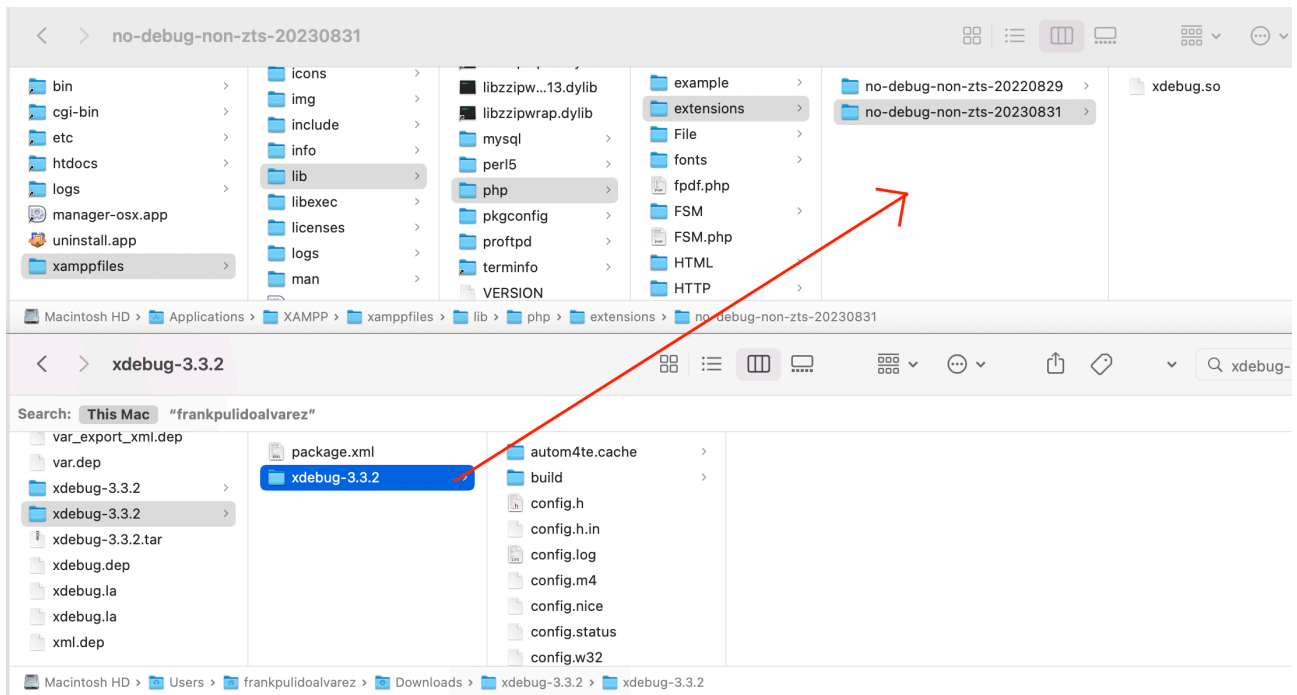 no-debug-non-zts-20230831
bin
cgi-bin
etc
htdocs
logs
manager-osx.app
uninstall.app
xamppfiles
icons
img
include
info
lib
libexec
licenses
logs
man
libzzipw...13.dylib
libzzipwrap.dylib
mysql
perl5
php
pkgconfig
proftpd
terminfo
VERSION
example
extensions
File
fonts
fpdf.php
FSM
FSM.php
HTML
HTTP
no-debug-non-zts-20220829
no-debug-non-zts-20230831
xdebug.so
Macintosh HD › Applications › XAMPP › xamppfiles › lib › php › extensions › no-debug-non-zts-20230831
xdebug-3.3.2
xdebug-
Search: This Mac “frankpulidoalvarez”
var_export_xml.dep
var.dep
xdebug-3.3.2
xdebug-3.3.2
xdebug-3.3.2.tar
xdebug.dep
xdebug.la
xdebug.la
xml.dep
package.xml
xdebug-3.3.2
autom4te.cache
build
config.h
config.h.in
config.log
config.m4
config.nice
config.status
config.w32
Macintosh HD › Users › frankpulidoalvarez › Downloads › xdebug-3.3.2 › xdebug-3.3.2